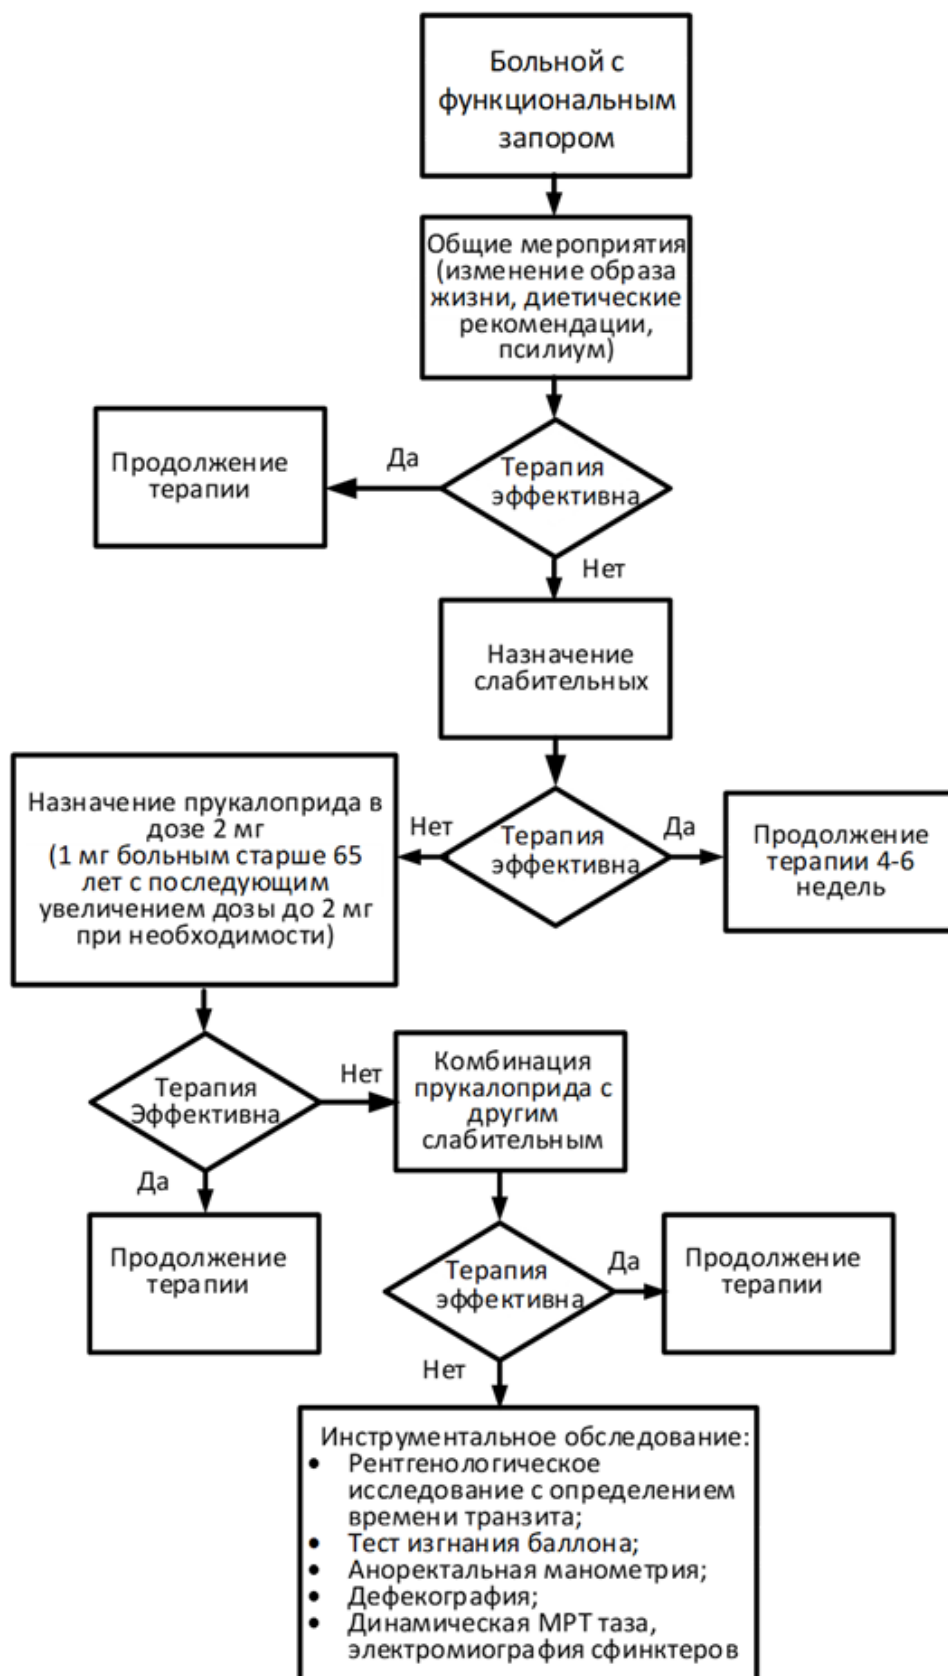 Больной с
функциональным
запором
Общие мероприятия
(изменение образа
жизни, диетические
рекомендации,
псилиум)
Продолжение
терапии
Да
Терапия
эффективна
Нет
Назначение
слабительных
Назначение прукалоприда в
дозе 2 мг
(1 мг больным старше 65
лет с последующим
увеличением дозы до 2 мг
при необходимости)
Нет
Терапия
эффективна
Да
Продолжение
терапии 4-6
недель
Терапия
Эффективна
Нет
Комбинация
прукалоприда с
другим
слабительным
Да
Продолжение
терапии
Терапия
эффективна
Да
Продолжение
терапии
Нет
Инструментальное обследование:
• Рентгенологическое
исследование с определением
времени транзита;
• Тест изгнания баллона;
• Аноректальная манометрия;
• Дефекография;
• Динамическая МРТ таза,
электромиография сфинктеров